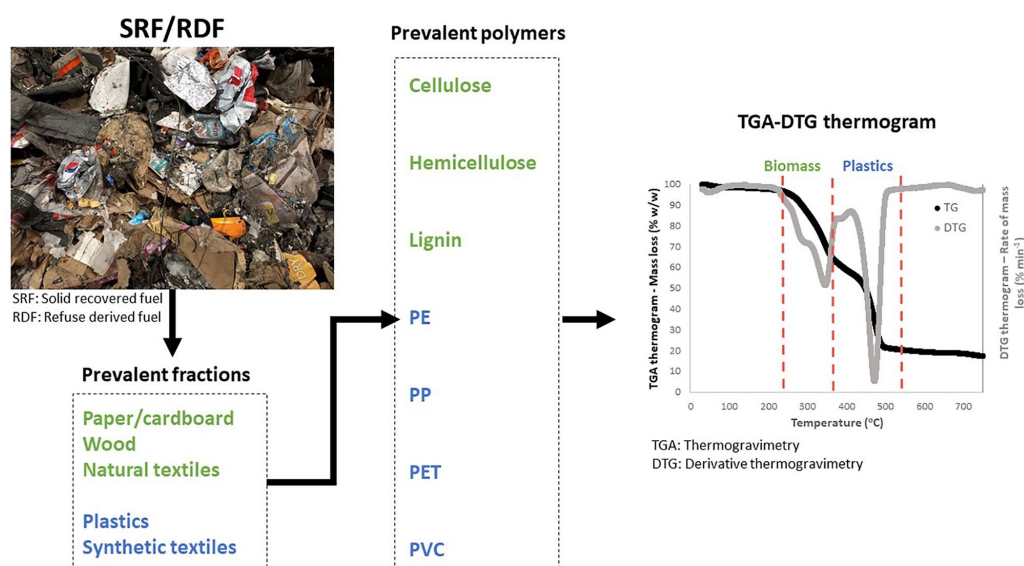 SRF/RDF
SRF: Solid recovered fuel
RDF: Refuse derived fuel
Prevalent fractions
Paper/cardboard
Wood
Natural textiles
Plastics
Synthetic textiles
Prevalent polymers
Cellulose
Hemicellulose
Lignin
PE
PP
PET
PVC
TGA-DTG thermogram
Biomass
Plastics
TGA thermogram - Mass loss (% w/w)
100
90
80
70
60
50
40
30
20
10
0
0 100 200 300 400 500 600 700
Temperature (°C)
TG
DTG
DTG thermogram – Rate of mass
loss (% min⁻¹)
TGA: Thermogravimetry
DTG: Derivative thermogravimetry